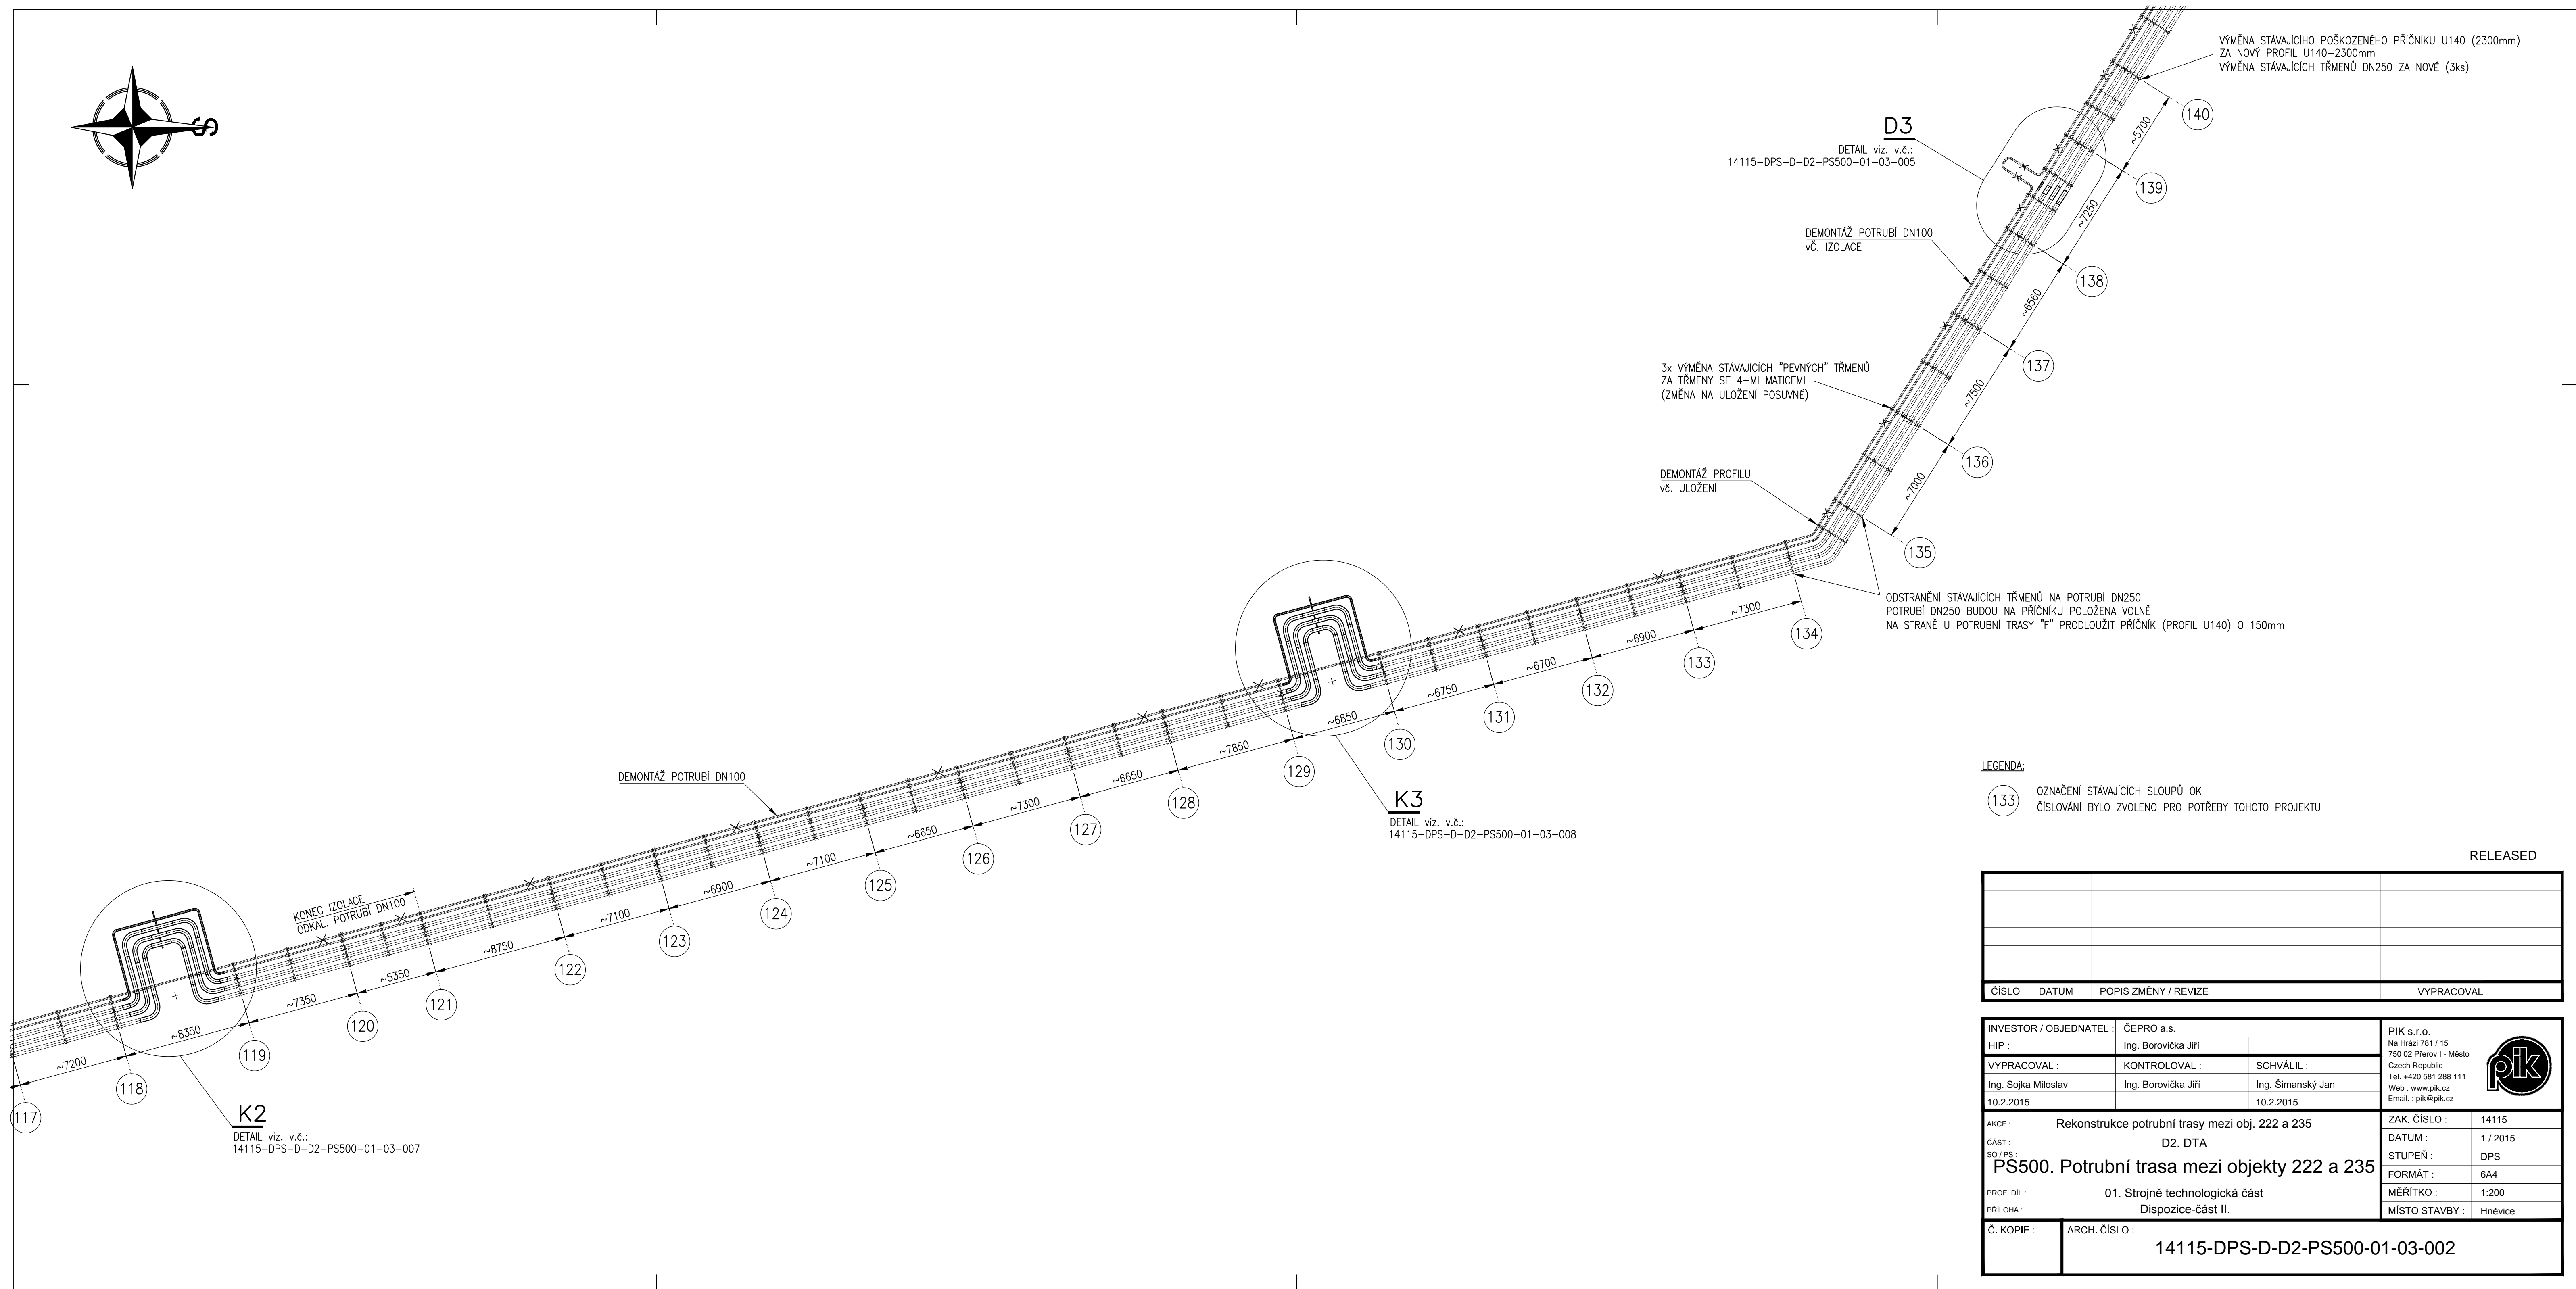 VÝMĚNA STÁVAJÍCÍHO POŠKOZENÉHO PŘÍČNÍKU U140 (2300mm)
ZA NOVÝ PROFIL U140-2300mm
VÝMĚNA STÁVAJÍCÍCH TŘMENŮ DN250 ZA NOVÉ (3ks)
S
D3
DETAIL viz. v.č.:
14115-DPS-D-D2-PS500-01-03-005
140
~5700
139
~7250
DEMONTÁŽ POTRUBÍ DN100
vČ. IZOLACE
138
~6560
137
3x VÝMĚNA STÁVAJÍCÍCH "PEVNÝCH" TŘMENŮ
ZA TŘMENY SE 4-MI MATICEMI
(ZMĚNA NA ULOŽENÍ POSUVNÉ)
~7500
136
DEMONTÁŽ PROFILU
vč. ULOŽENÍ
~7000
135
ODSTRANĚNÍ STÁVAJÍCÍCH TŘMENŮ NA POTRUBÍ DN250
POTRUBÍ DN250 BUDOU NA PŘÍČNÍKU POLOŽENA VOLNĚ
NA STRANĚ U POTRUBNÍ TRASY "F" PRODLOUŽIT PŘÍČNÍK (PROFIL U140) O 150mm
~7300
134
~6900
133
~6700
132
~6750
131
~6850
130
~7850
129
K3
DETAIL viz. v.č.:
14115-DPS-D-D2-PS500-01-03-008
~6650
128
~7300
127
DEMONTÁŽ POTRUBÍ DN100
~6650
126
~7100
125
~6900
124
~7100
123
~8750
122
KONEC IZOLACE
ODKAL. POTRUBÍ DN100
~5350
121
~7350
120
~8350
119
~7200
118
117
K2
DETAIL viz. v.č.:
14115-DPS-D-D2-PS500-01-03-007
LEGENDA:
133
OZNAČENÍ STÁVAJÍCÍCH SLOUPŮ OK
ČÍSLOVÁNÍ BYLO ZVOLENO PRO POTŘEBY TOHOTO PROJEKTU
RELEASED
ČÍSLO DATUM POPIS ZMĚNY / REVIZE VYPRACOVAL
INVESTOR / OBJEDNATEL : ČEPRO a.s.
HIP : Ing. Borovička Jiří
VYPRACOVAL : KONTROLOVAL : SCHVÁLIL :
Ing. Sojka Miloslav Ing. Borovička Jiří Ing. Šimanský Jan
10.2.2015 10.2.2015
PIK s.r.o.
Na Hrázi 781 / 15
750 02 Přerov I - Město
Czech Republic
Tel. +420 581 288 111
Web . www.pik.cz
Email. : pik@pik.cz
pik
AKCE : Rekonstrukce potrubní trasy mezi obj. 222 a 235
ČÁST : D2. DTA
SO / PS :
PS500. Potrubní trasa mezi objekty 222 a 235
PROF. DÍL : 01. Strojně technologická část
PŘÍLOHA : Dispozice-část II.
ZAK. ČÍSLO : 14115
DATUM : 1 / 2015
STUPEŇ : DPS
FORMÁT : 6A4
MĚŘÍTKO : 1:200
MÍSTO STAVBY : Hněvice
Č. KOPIE : ARCH. ČÍSLO :
14115-DPS-D-D2-PS500-01-03-002